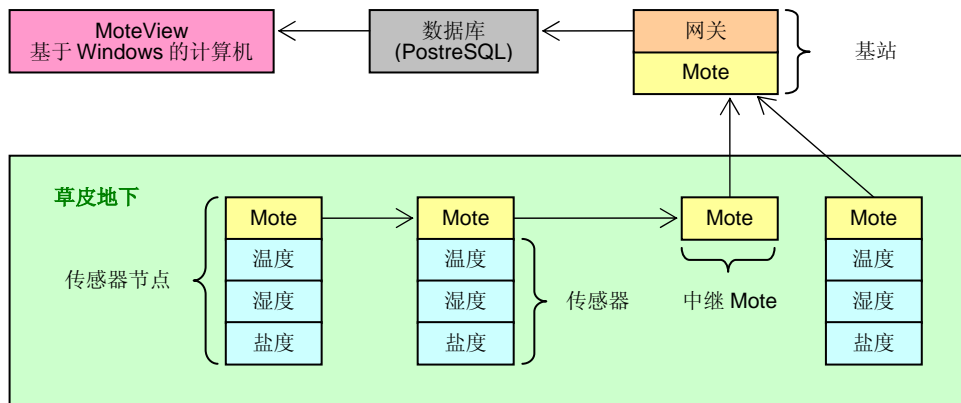 MoteView
基于 Windows 的计算机
数据库
(PostreSQL)
网关
Mote
基站
草皮地下
传感器节点
Mote
温度
湿度
盐度
Mote
温度
湿度
盐度
传感器
Mote
中继 Mote
Mote
温度
湿度
盐度